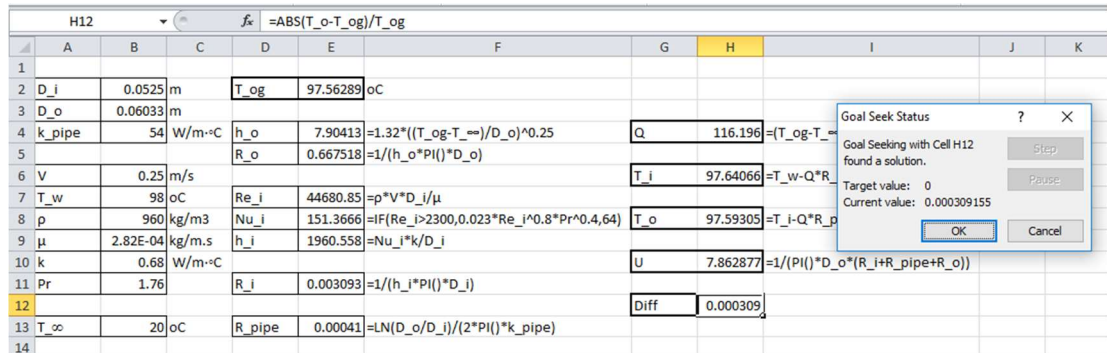 H12 fx =ABS(T_o-T_og)/T_og
A B C D E F G H I J K
1
2 D_i 0.0525 m T_og 97.56289 oC
3 D_o 0.06033 m
4 k_pipe 54 W/m·◦C h_o 7.90413 =1.32*((T_og-T_∞)/D_o)^0.25 Q 116.196 =(T_og-T_∞
5 R_o 0.667518 =1/(h_o*PI()*D_o)
6 V 0.25 m/s T_i 97.64066 =T_w-Q*R_
7 T_w 98 oC Re_i 44680.85 =ρ*V*D_i/µ
8 ρ 960 kg/m3 Nu_i 151.3666 =IF(Re_i>2300,0.023*Re_i^0.8*Pr^0.4,64) T_o 97.59305 =T_i-Q*R_p
9 µ 2.82E-04 kg/m.s h_i 1960.558 =Nu_i*k/D_i
10 k 0.68 W/m·◦C U 7.862877 =1/(PI()*D_o*(R_i+R_pipe+R_o))
11 Pr 1.76 R_i 0.003093 =1/(h_i*PI()*D_i)
12 Diff 0.000309
13 T_∞ 20 oC R_pipe 0.00041 =LN(D_o/D_i)/(2*PI()*k_pipe)
14
Goal Seek Status ? ×
Goal Seeking with Cell H12
found a solution.
Step
Pause
Target value: 0
Current value: 0.000309155
OK Cancel